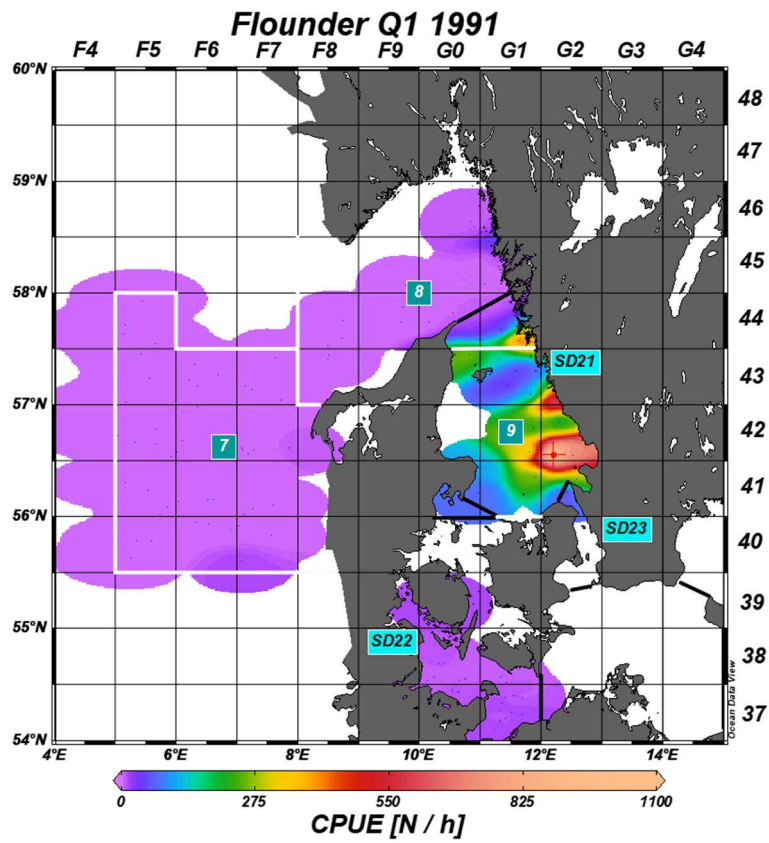 Flounder Q1 1991
F4 F5 F6 F7 F8 F9 G0 G1 G2 G3 G4
60°N
48
47
59°N
46
45
58°N
8
44
SD21
43
57°N
9
42
7
41
56°N
SD23
40
39
55°N
SD22
38
37
54°N
Ocean Data View
4°E 6°E 8°E 10°E 12°E 14°E
0 275 550 825 1100
CPUE [N / h]